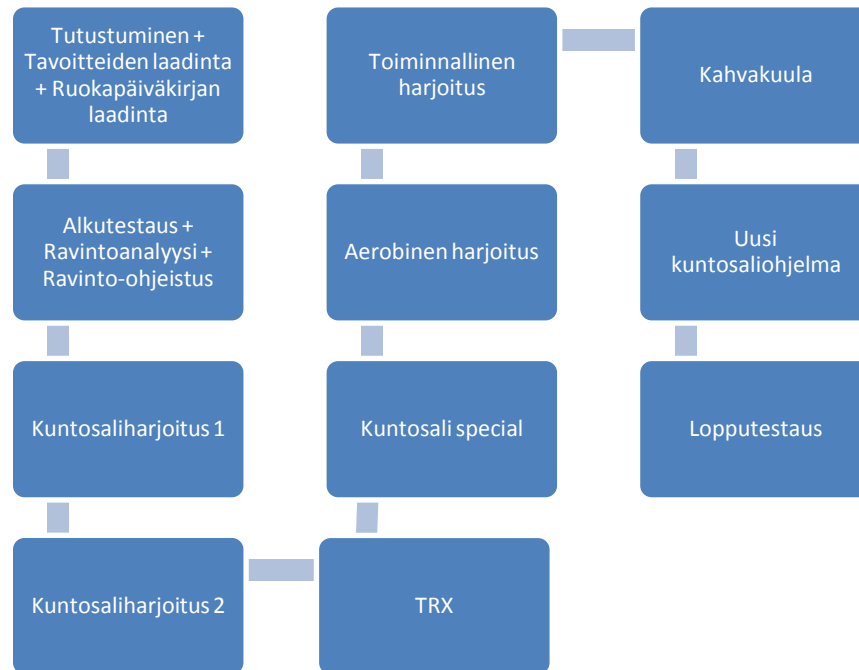 Tutustuminen +
Tavoitteiden laadinta
+ Ruokapäiväkirjan
laadinta
Alkutestaus +
Ravintoanalyysi +
Ravinto-ohjeistus
Kuntosaliharjoitus 1
Kuntosaliharjoitus 2
TRX
Kuntosali special
Aerobinen harjoitus
Toiminnallinen
harjoitus
Kahvakuula
Uusi
kuntosaliohjelma
Lopputestaus